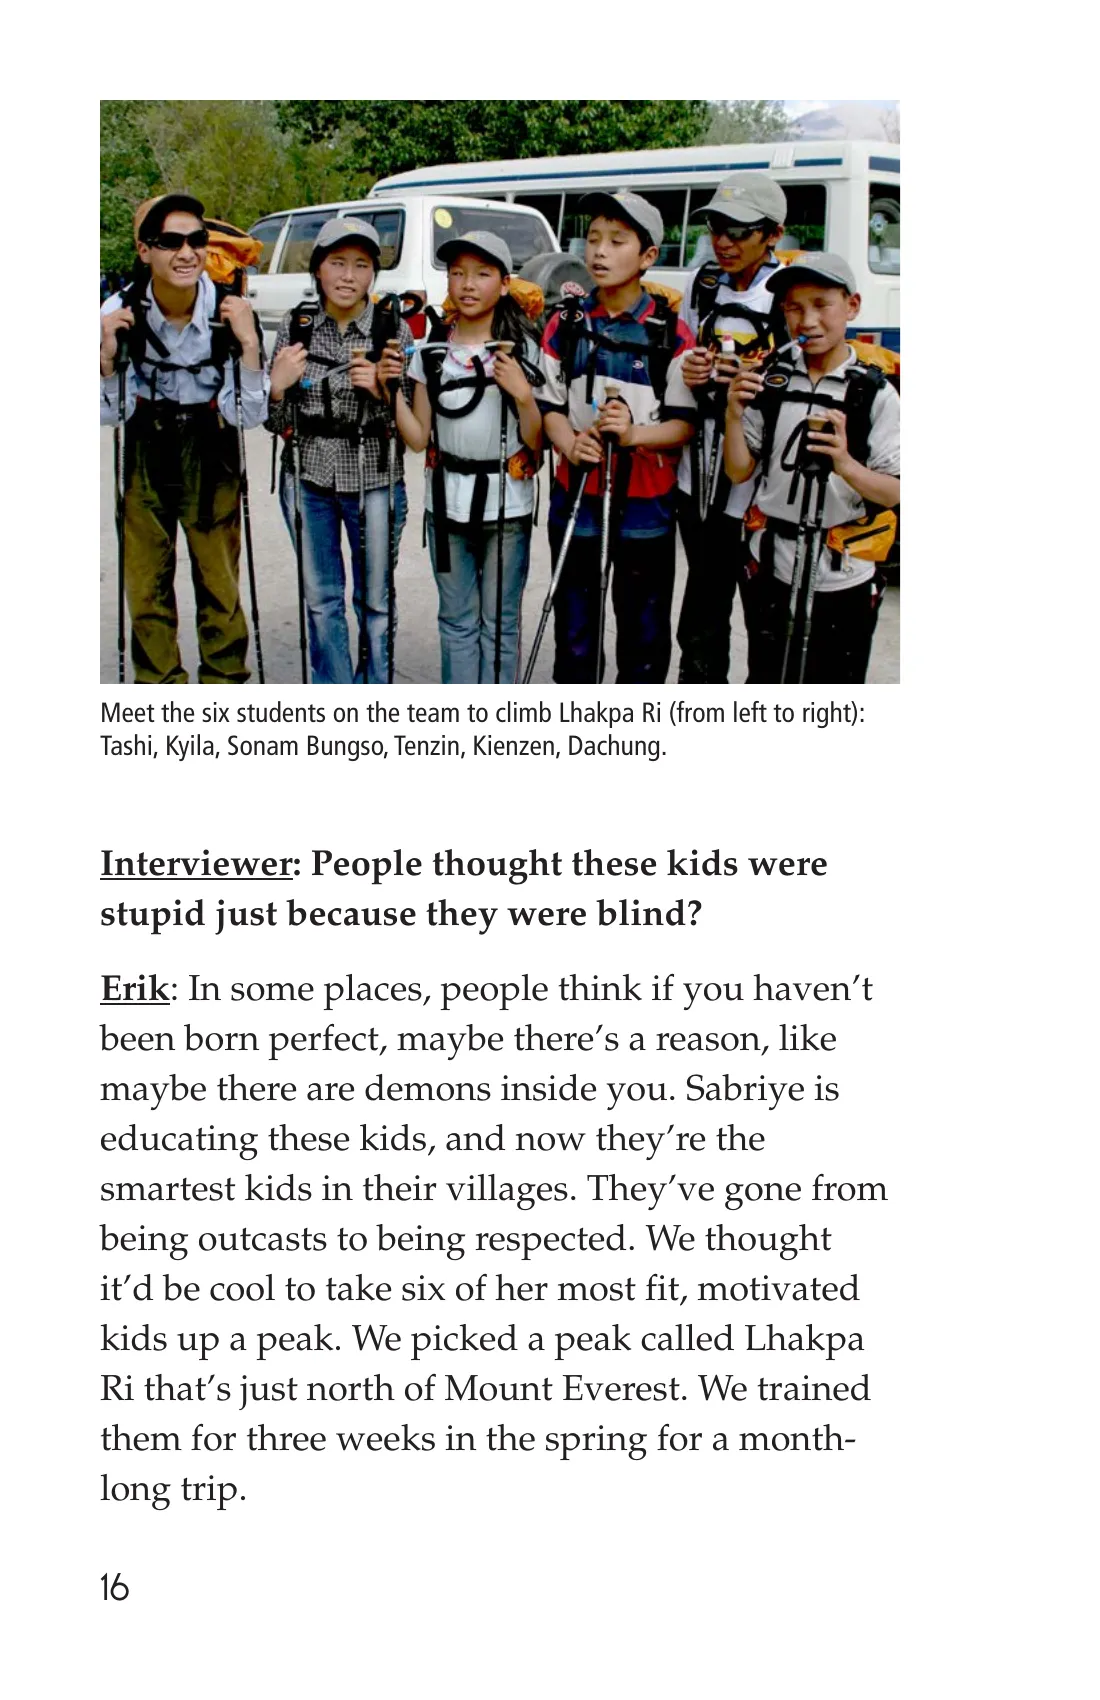 Meet the six students on the team to climb Lhakpa Ri (from left to right):
Tashi, Kyila, Sonam Bungso, Tenzin, Kienzen, Dachung.
Interviewer: People thought these kids were
stupid just because they were blind?
Erik: In some places, people think if you haven’t
been born perfect, maybe there’s a reason, like
maybe there are demons inside you. Sabriye is
educating these kids, and now they’re the
smartest kids in their villages. They’ve gone from
being outcasts to being respected. We thought
it’d be cool to take six of her most fit, motivated
kids up a peak. We picked a peak called Lhakpa
Ri that’s just north of Mount Everest. We trained
them for three weeks in the spring for a month-
long trip.
16